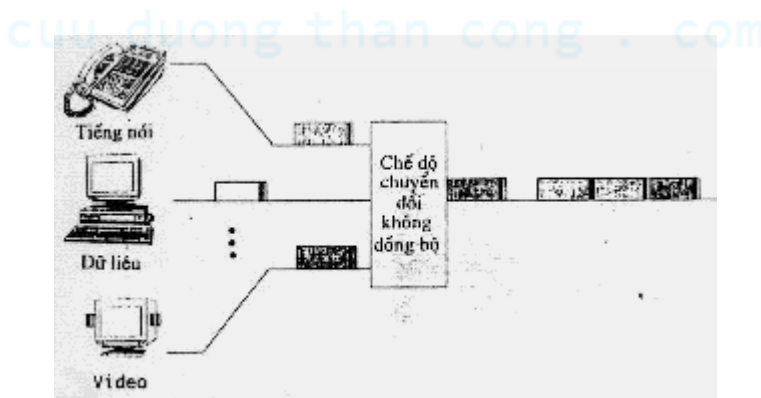 cuu duong than cong . com
Tiếng nói
Chế độ
chuyển
đổi
không
đồng bộ
Dữ liệu
Video